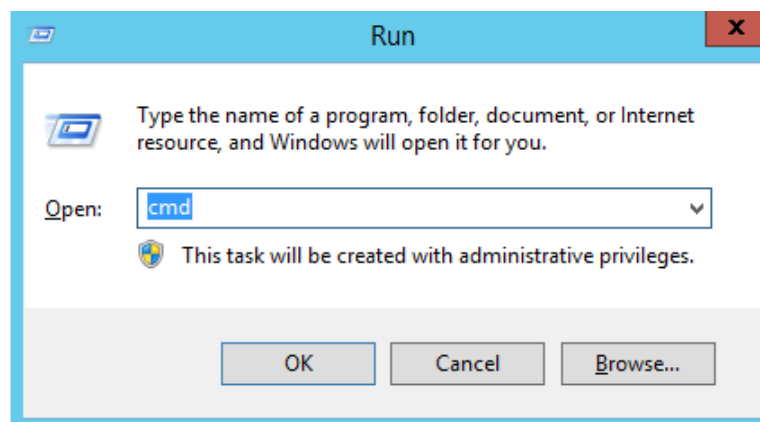 Run
X
Type the name of a program, folder, document, or Internet
resource, and Windows will open it for you.
Open: cmd
This task will be created with administrative privileges.
OK Cancel Browse...